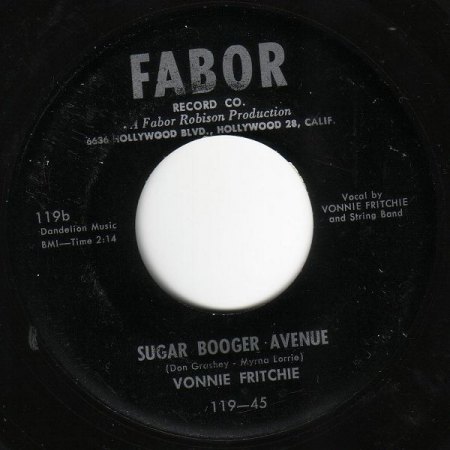 FABOR
RECORD CO.
A Fabor Robison Production
6636 HOLLYWOOD BLVD., HOLLYWOOD 28, CALIF.
119b
Dandelion Music
BMI—Time 2:14
Vocal by
VONNIE FRITCHIE
and String Band
SUGAR BOOGER AVENUE
(Don Grashey - Myrna Lorrie)
VONNIE FRITCHIE
119—45